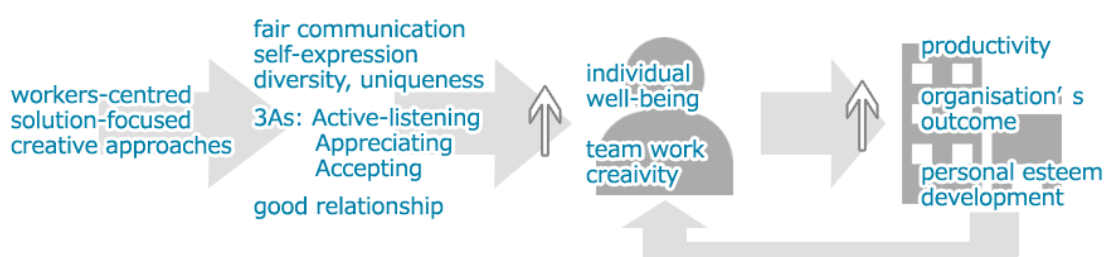 workers-centred
solution-focused
creative approaches
fair communication
self-expression
diversity, uniqueness
3As: Active-listening
Appreciating
Accepting
good relationship
individual
well-being
team work
creaivity
productivity
organisation’ s
outcome
personal esteem
development